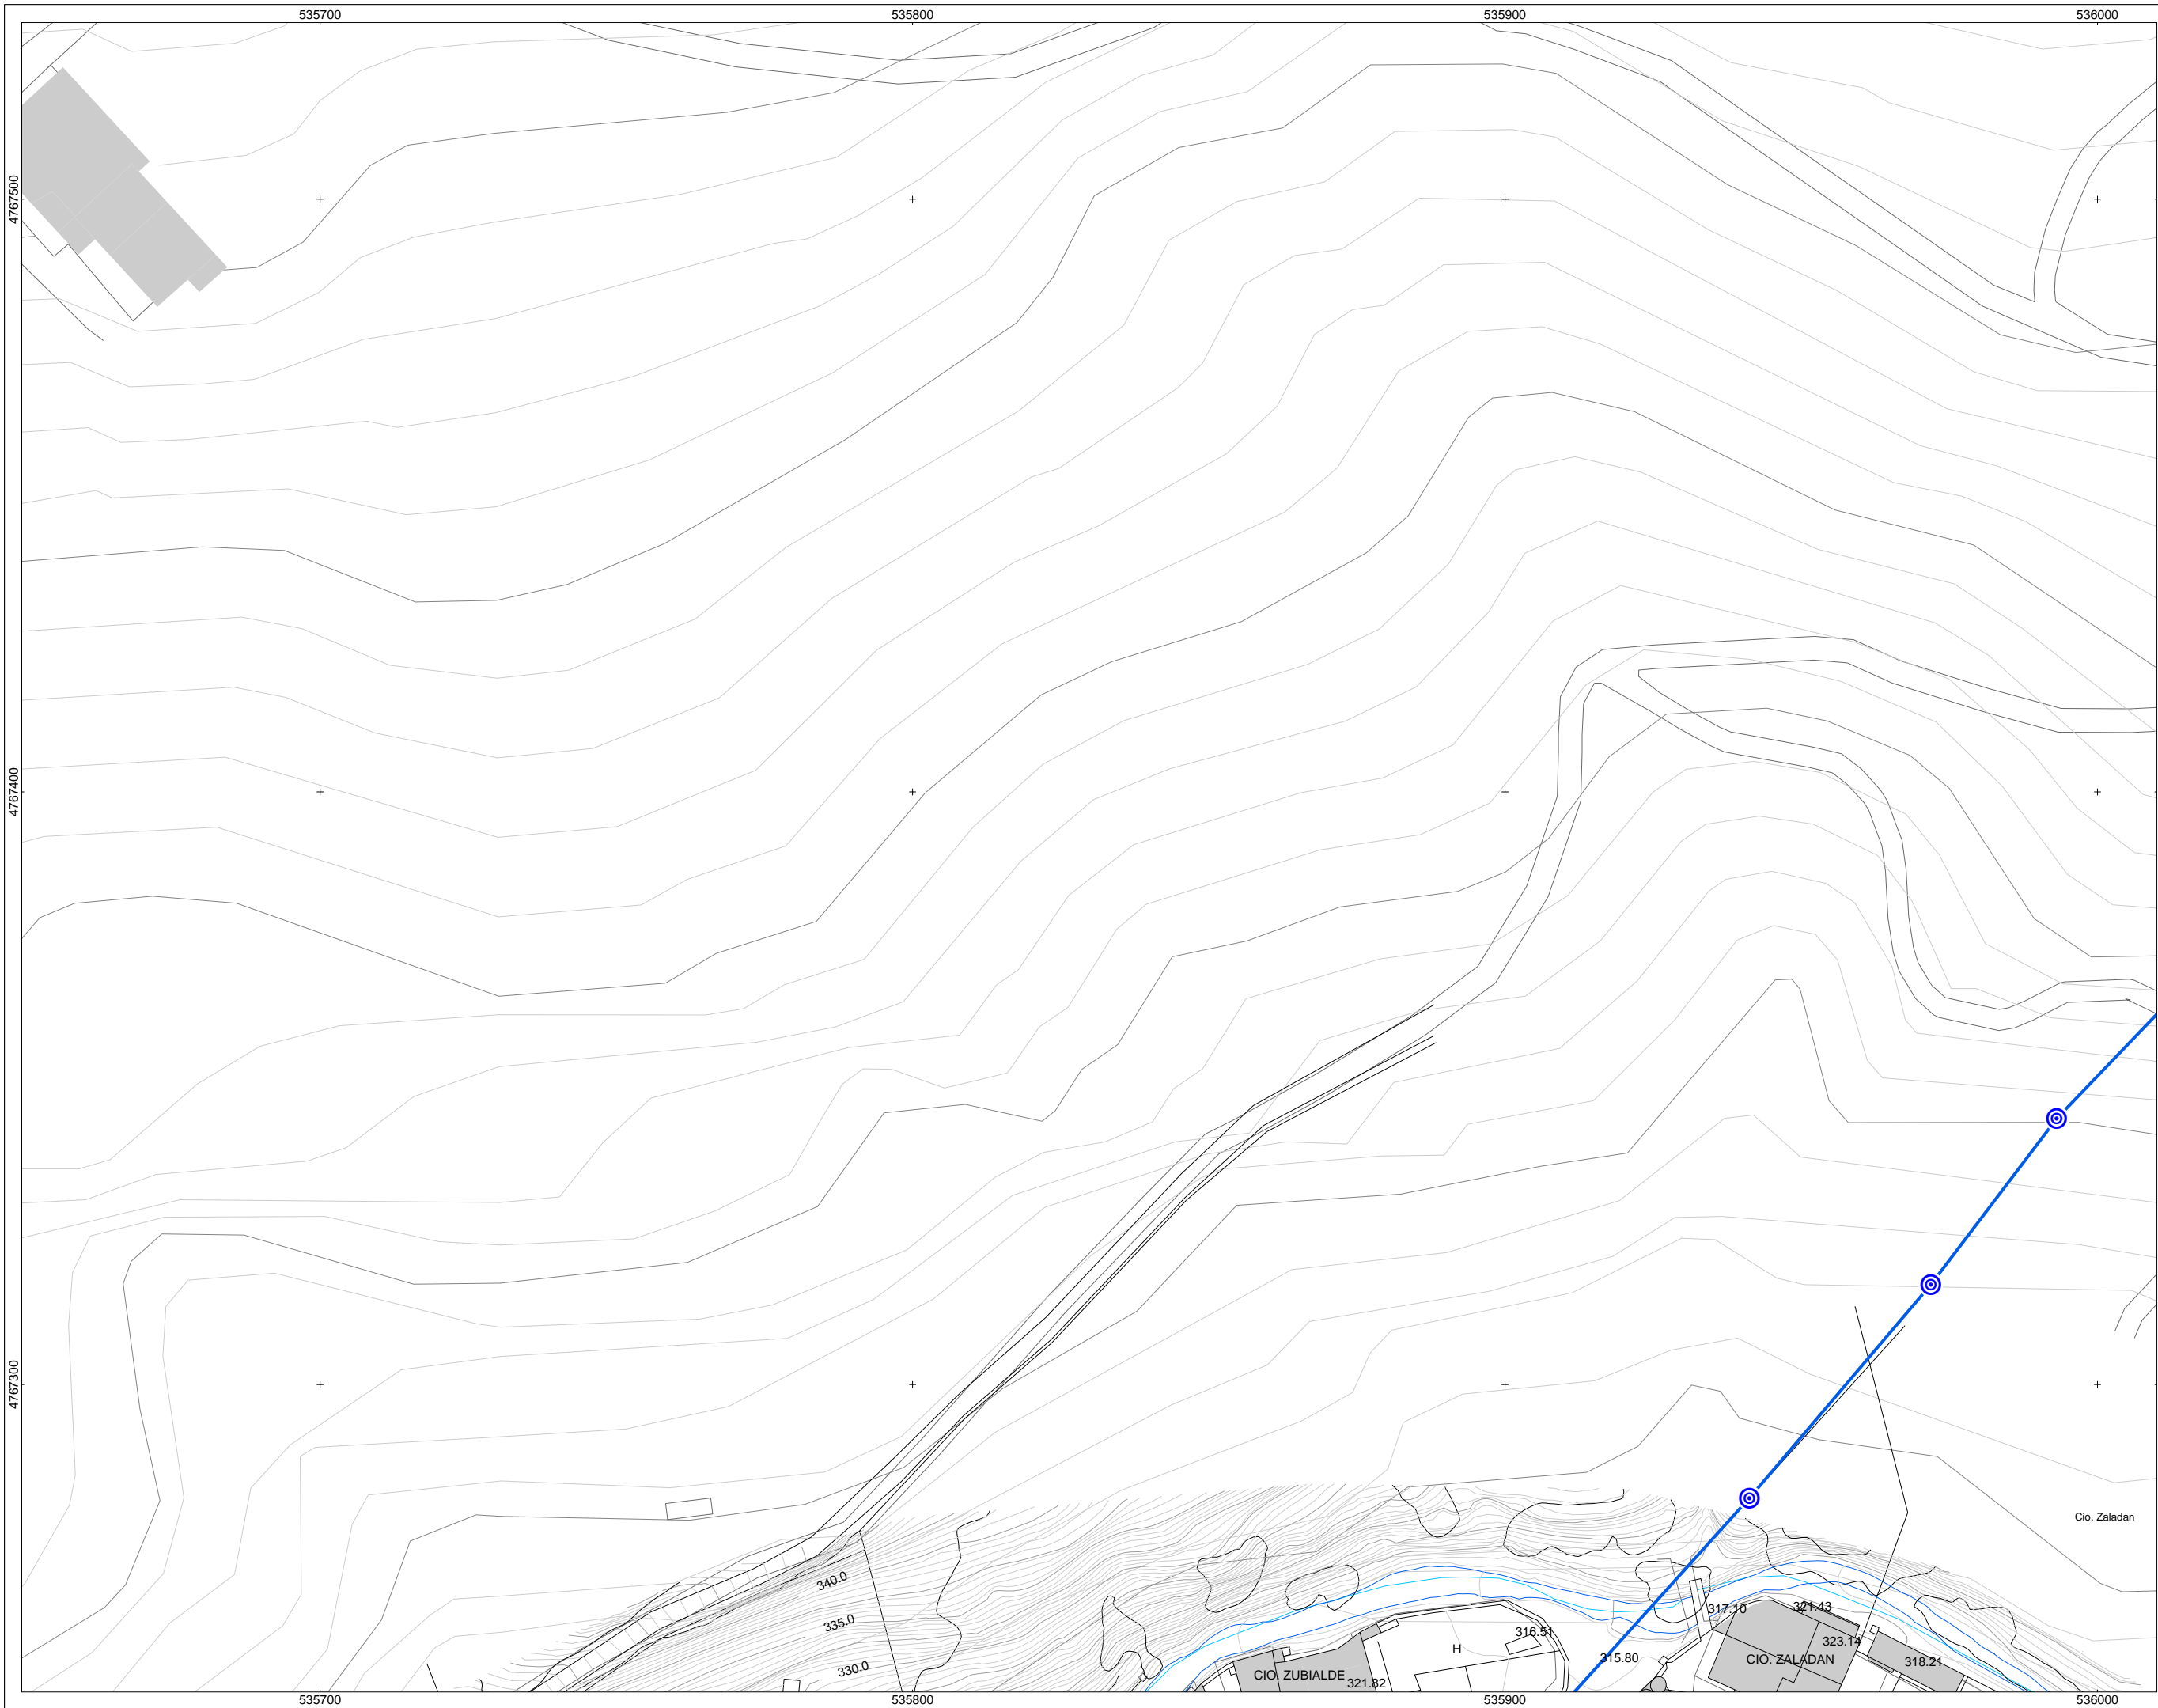 535700 535800 535900 536000
4767500
4767400
4767300
Cio. Zaladan
340.0
335.0
330.0
317.10
321.43
316.51
323.14
H
315.80
CIO. ZALADAN
318.21
CIO. ZUBIALDE
321.82
535700 535800 535900 536000